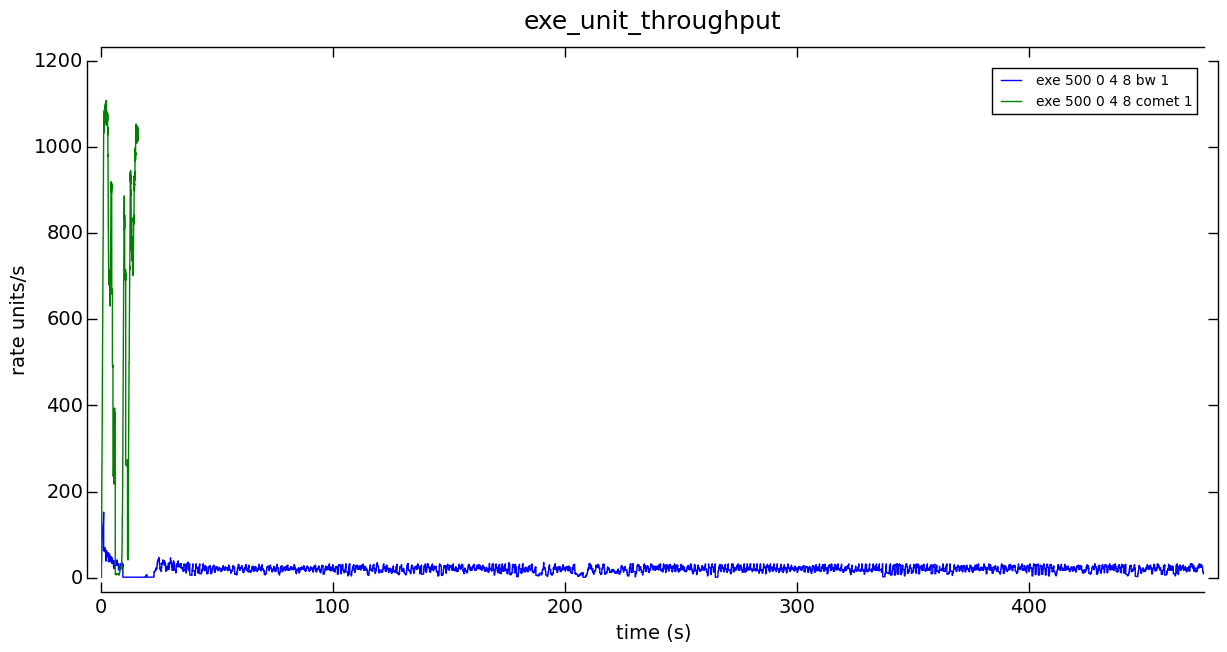 exe_unit_throughput
1200
1000
800
600
400
200
0
rate units/s
exe 500 0 4 8 bw 1
exe 500 0 4 8 comet 1
0 100 200 300 400
time (s)